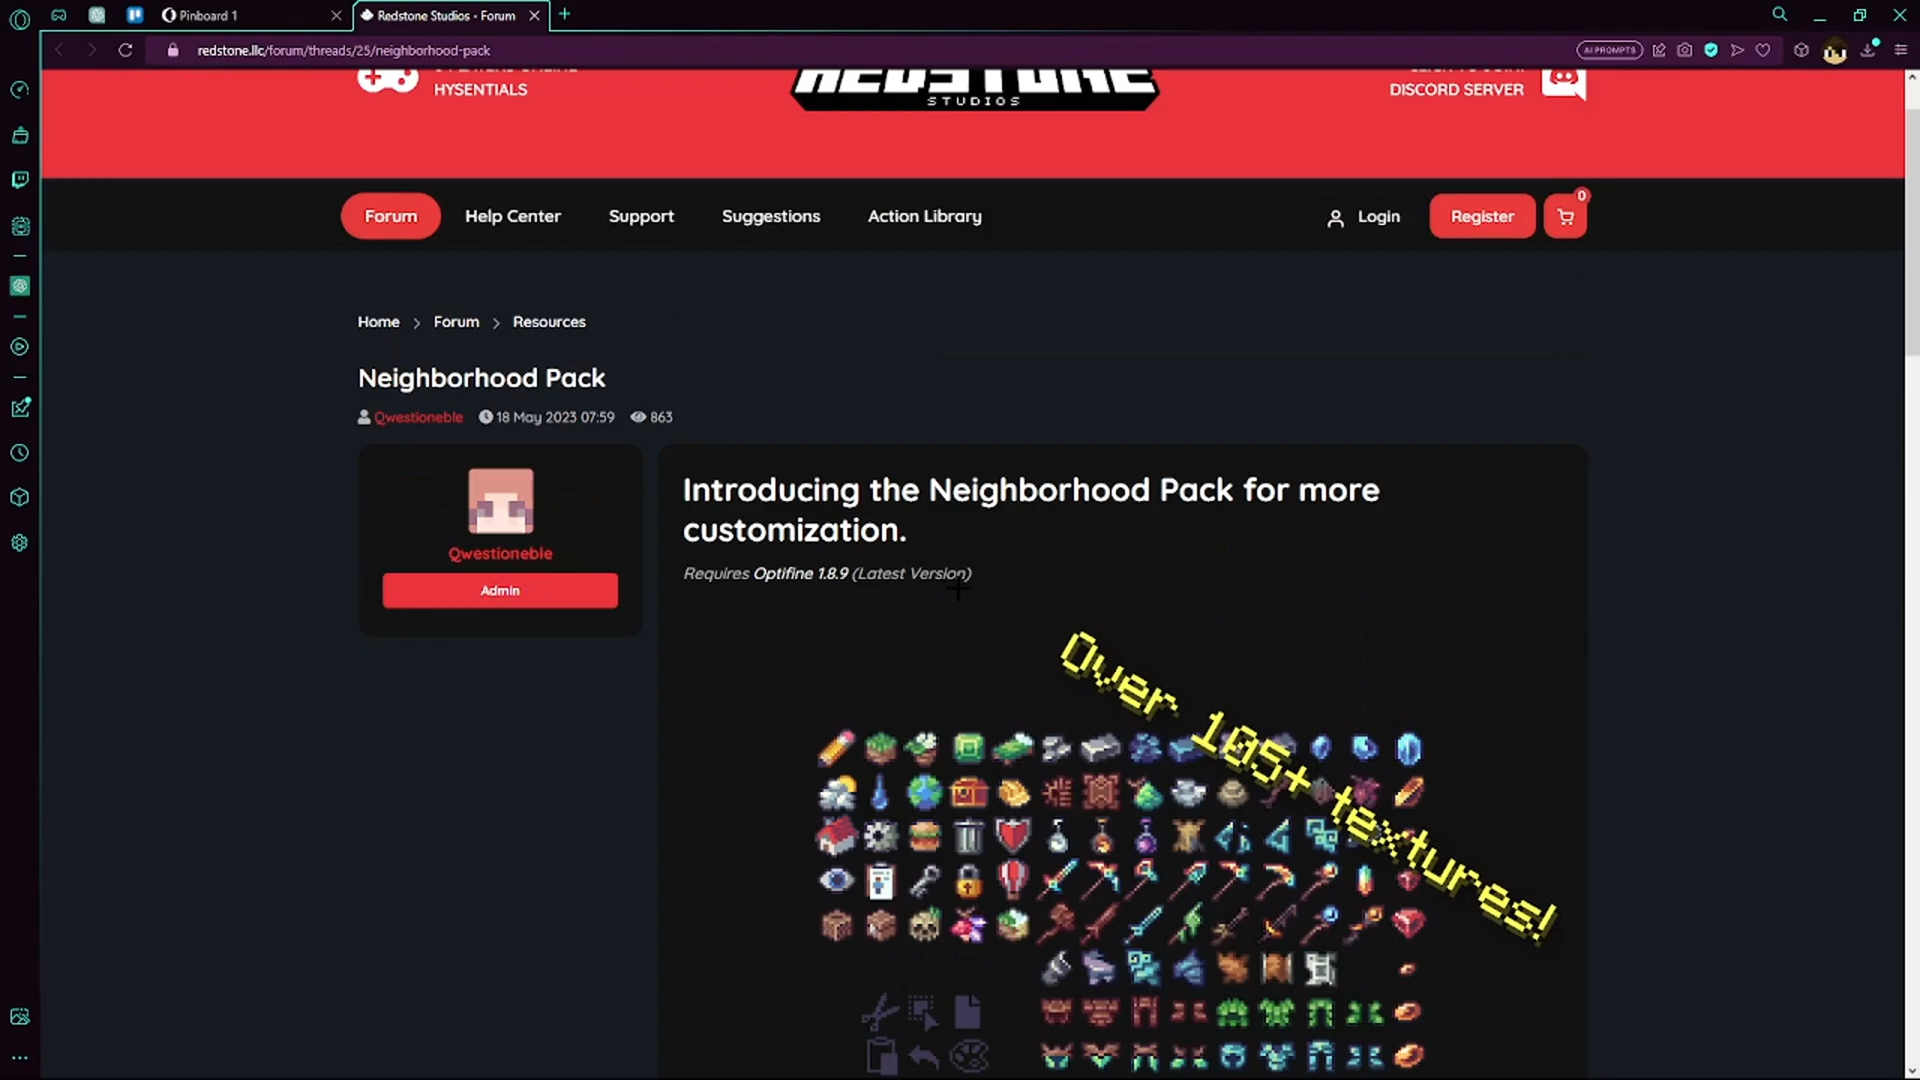 Pinboard 1
Redstone Studios - Forum
redstone.llc/forum/threads/25/neighborhood-pack
AI PROMPTS
HYSENTIALS
REDSTONE
STUDIOS
DISCORD SERVER
Forum
Help Center
Support
Suggestions
Action Library
Login
Register
0
Home > Forum > Resources
Neighborhood Pack
Qwestioneble 18 May 2023 07:59 863
Qwestioneble
Admin
Introducing the Neighborhood Pack for more
customization.
Requires Optifine 1.8.9 (Latest Version)
Over 105+ textures!